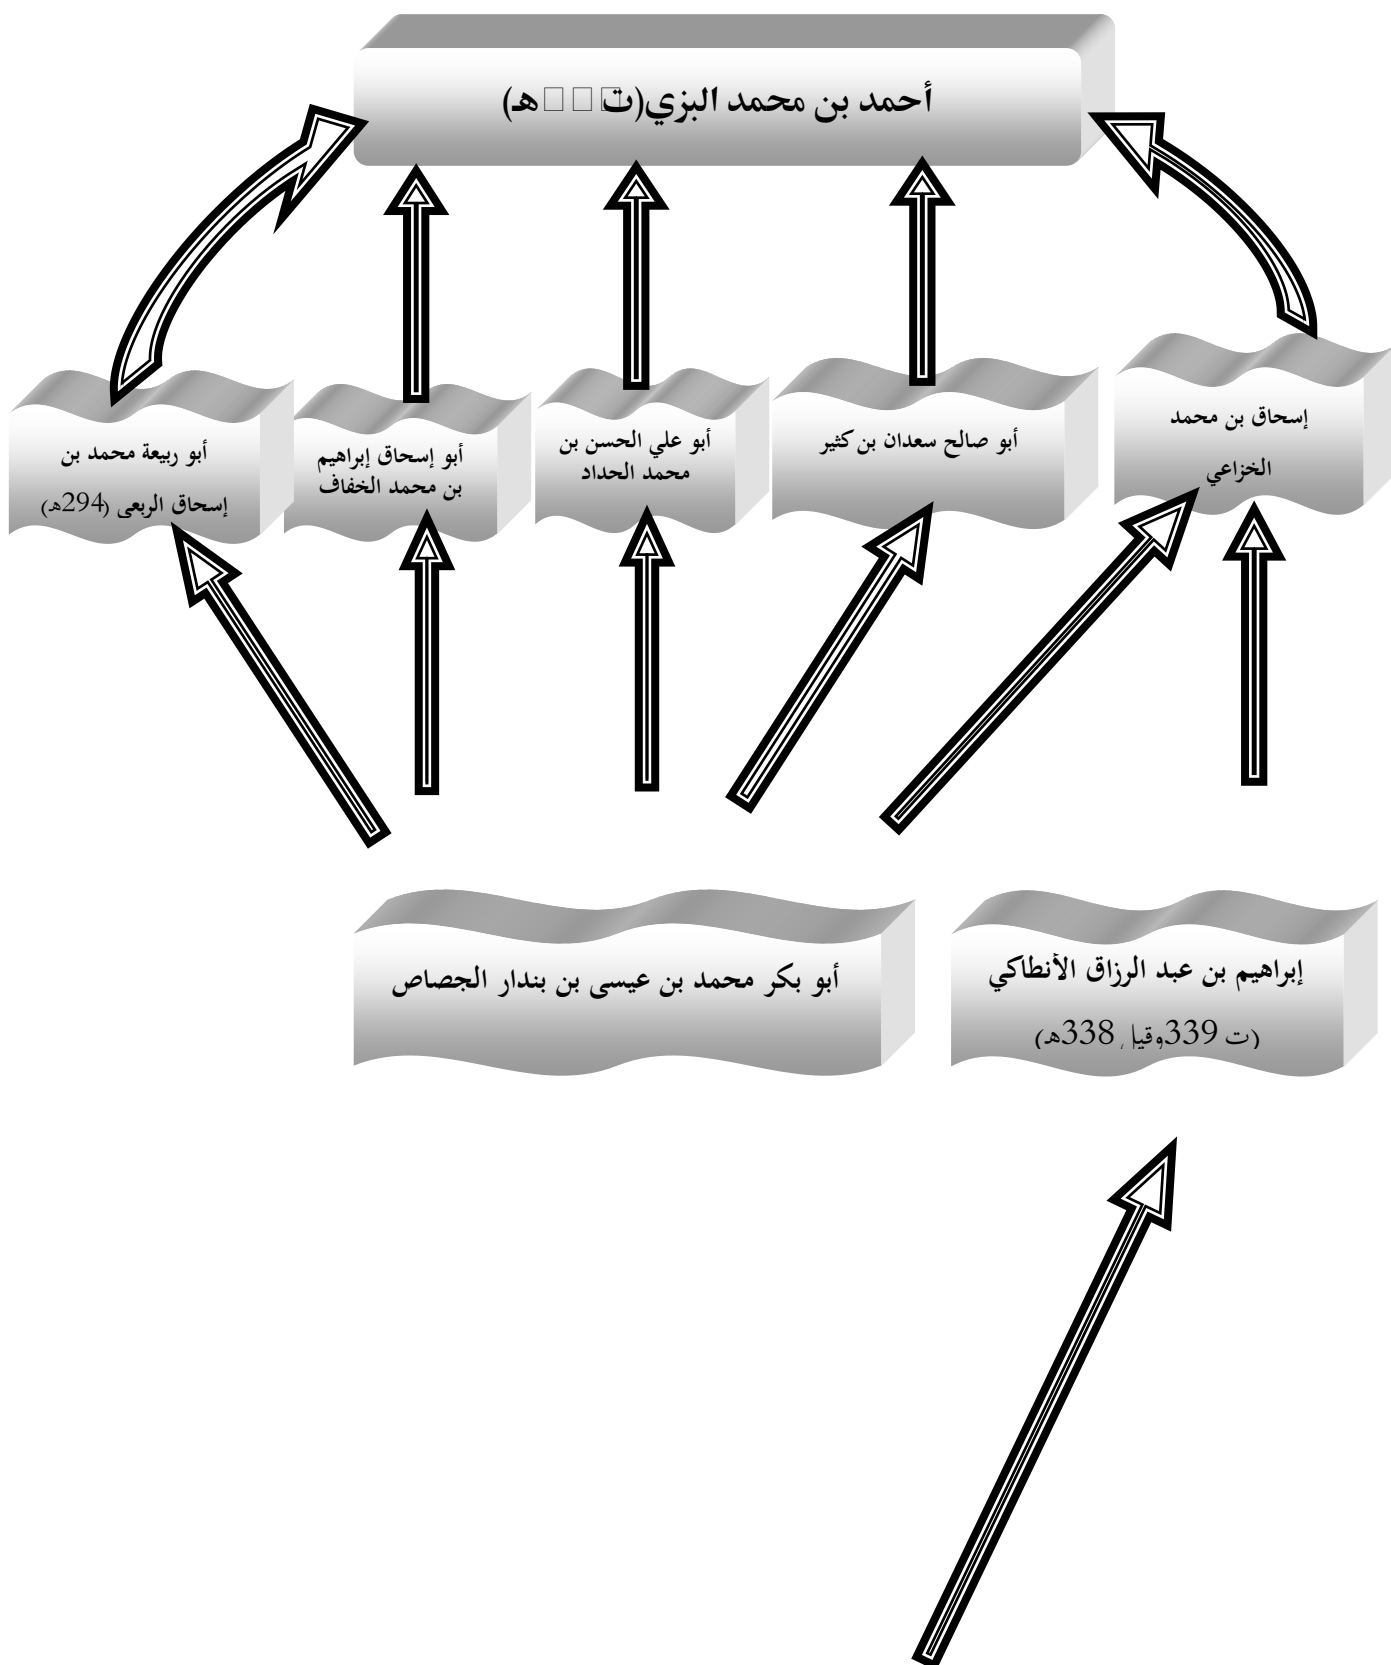 أحمد بن محمد البزي(ت□□□هـ)
إسحاق بن محمد
الخزاعي
أبو صالح سعدان بن كثير
أبو علي الحسن بن
محمد الحداد
أبو إسحاق إبراهيم
بن محمد الخفاف
أبو ربيعة محمد بن
إسحاق الربعي (294هـ)
إبراهيم بن عبد الرزاق الأنطاكي
(ت 339وقيل 338هـ)
أبو بكر محمد بن عيسى بن بندار الجصاص